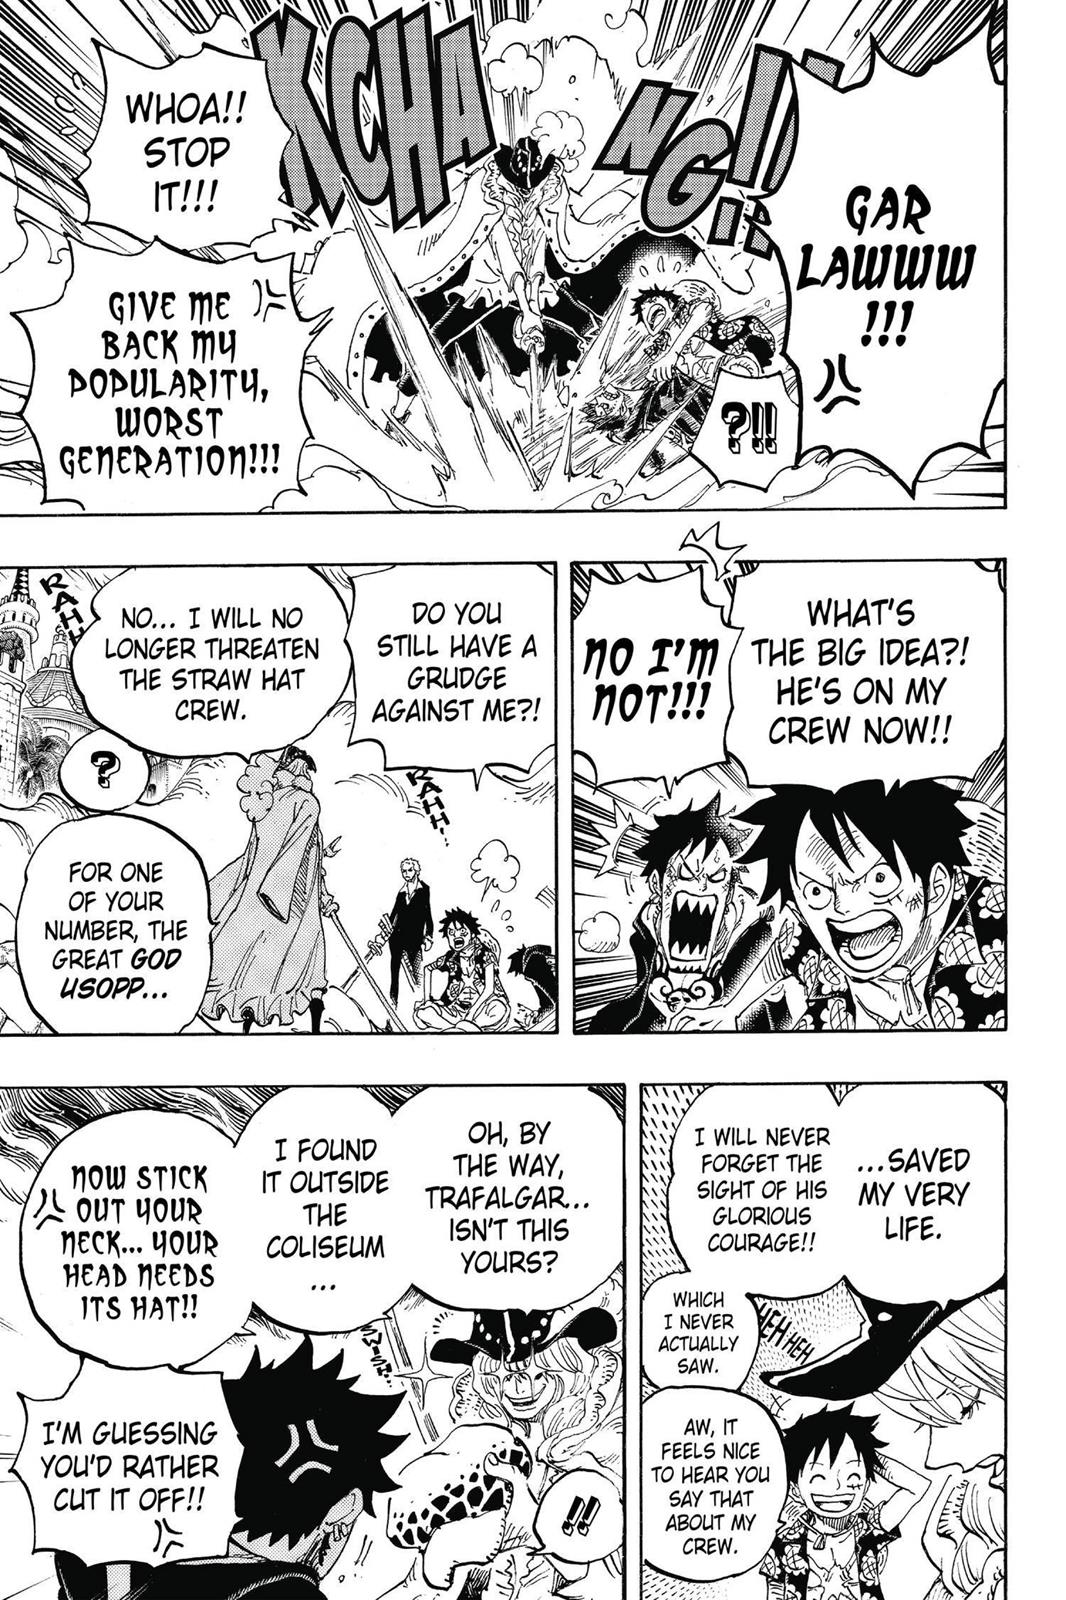 GAR
LAWWW
!!!
?!!
KCHA
NG!!
WHOA!!
STOP
IT!!!
GIVE ME
BACK MY
POPULARITY,
WORST
GENERATION!!!
WHAT'S
THE BIG IDEA?!
HE'S ON MY
CREW NOW!!
NO I'M
NOT!!!
DO YOU
STILL HAVE A
GRUDGE
AGAINST ME?!
RAHH!
NO... I WILL NO
LONGER THREATEN
THE STRAW HAT
CREW.
RAHH!
?
FOR ONE
OF YOUR
NUMBER, THE
GREAT GOD
USOPP...
...SAVED
MY VERY
LIFE.
I WILL NEVER
FORGET THE
SIGHT OF HIS
GLORIOUS
COURAGE!!
WHICH
I NEVER
ACTUALLY
SAW.
HEH HEH
AW, IT
FEELS NICE
TO HEAR YOU
SAY THAT
ABOUT MY
CREW.
OH, BY
THE WAY,
TRAFALGAR...
ISN'T THIS
YOURS?
I FOUND
IT OUTSIDE
THE
COLISEUM
...
SWISH..
!!
NOW STICK
OUT YOUR
NECK... YOUR
HEAD NEEDS
ITS HAT!!
I'M GUESSING
YOU'D RATHER
CUT IT OFF!!